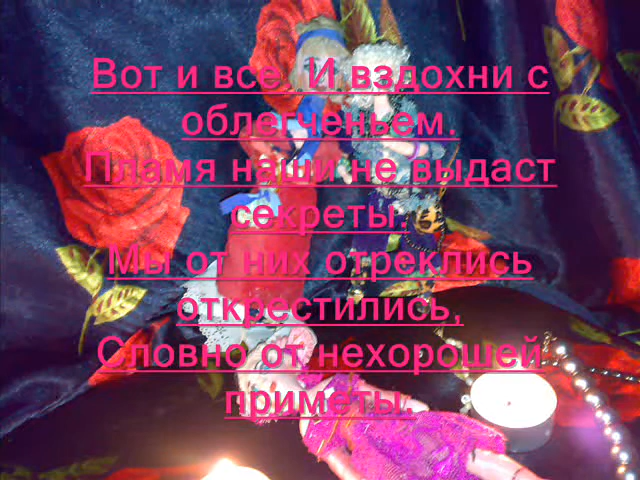 Вот и все. И вздохни с
облегченьем.
Пламя наши не выдаст
секреты.
Мы от них отреклись
открестились,
Словно от нехорошей
приметы.